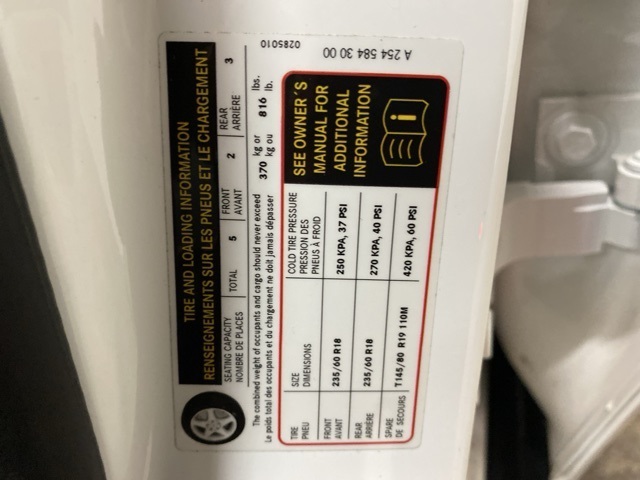 TIRE AND LOADING INFORMATION
RENSEIGNEMENTS SUR LES PNEUS ET LE CHARGEMENT
SEATING CAPACITY TOTAL 5 FRONT 2 REAR 3
NOMBRE DE PLACES AVANT ARRIÈRE
The combined weight of occupants and cargo should never exceed 370 kg or 816 lbs.
Le poids total des occupants et du chargement ne doit jamais dépasser kg ou lb.
TIRE SIZE COLD TIRE PRESSURE
PNEU DIMENSIONS PRESSION DES
PNEUS À FROID
FRONT 235/60 R18 250 KPA, 37 PSI
AVANT
REAR 235/60 R18 270 KPA, 40 PSI
ARRIÈRE
SPARE T145/80 R19 110M 420 KPA, 60 PSI
DE SECOURS
SEE OWNER'S
MANUAL FOR
ADDITIONAL
INFORMATION
i
0285010
A 254 584 30 00